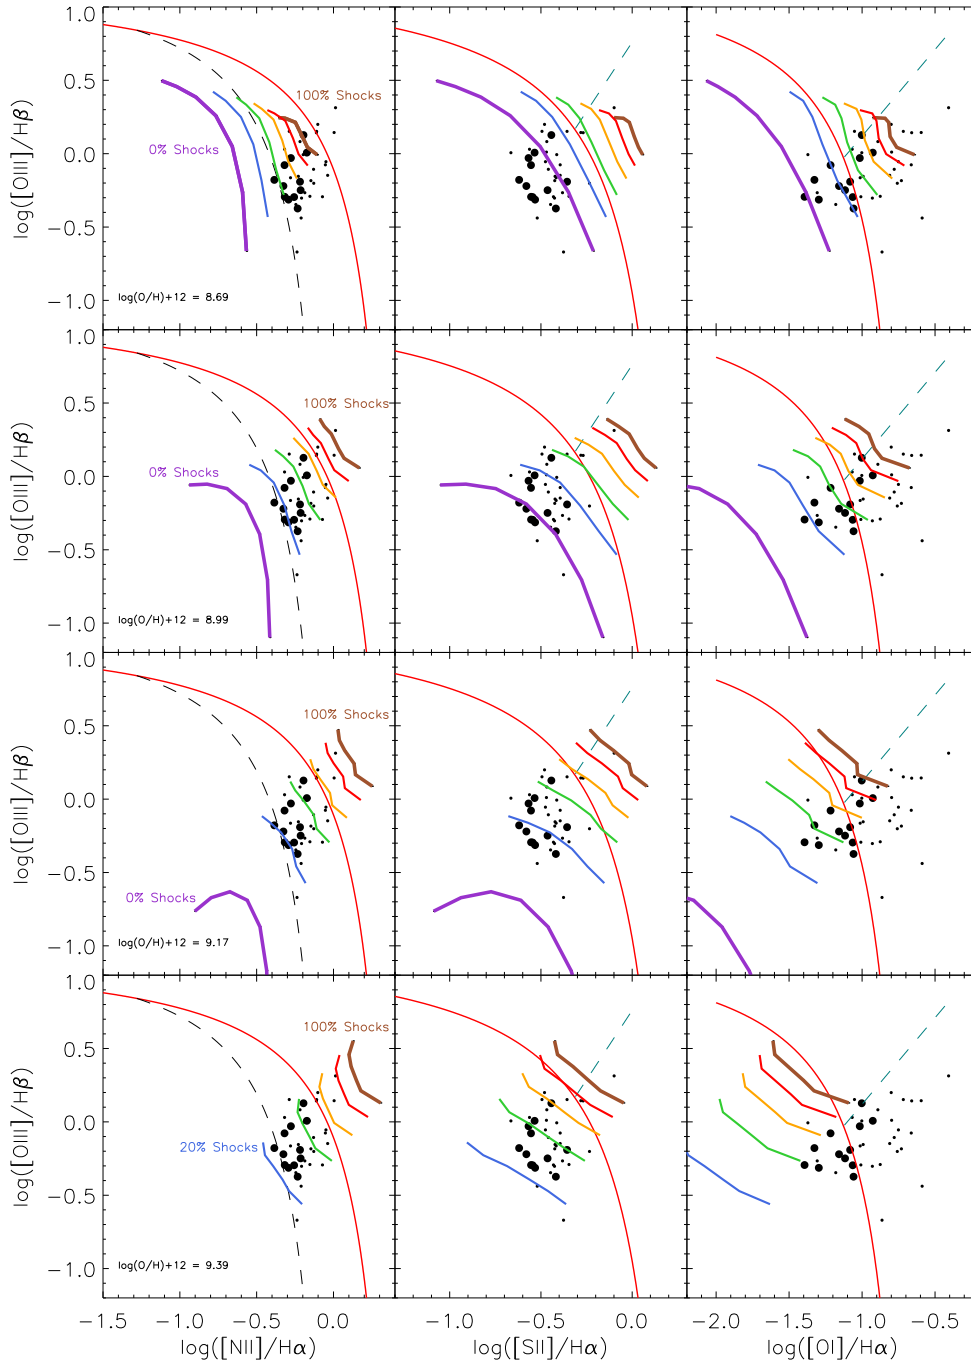 1.0
0.5
0.0
−0.5
−1.0
log([OIII]/Hβ)
100% Shocks
0% Shocks
log(O/H)+12 = 8.69
1.0
0.5
0.0
−0.5
−1.0
log([OIII]/Hβ)
100% Shocks
0% Shocks
log(O/H)+12 = 8.99
1.0
0.5
0.0
−0.5
−1.0
log([OIII]/Hβ)
100% Shocks
0% Shocks
log(O/H)+12 = 9.17
1.0
0.5
0.0
−0.5
−1.0
log([OIII]/Hβ)
100% Shocks
20% Shocks
log(O/H)+12 = 9.39
−1.5 −1.0 −0.5 0.0 −1.0 −0.5 0.0 −2.0 −1.5 −1.0 −0.5
log([NII]/Hα) log([SII]/Hα) log([OI]/Hα)